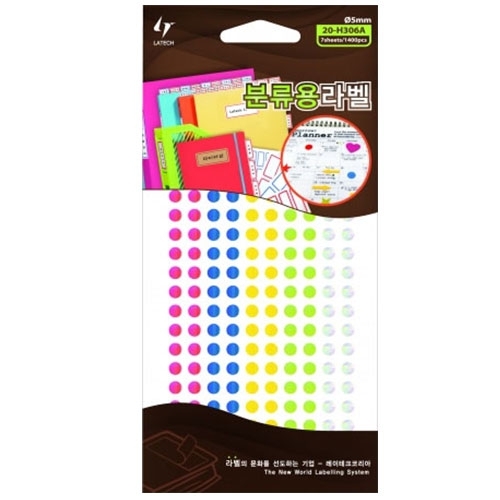 LATECH
Ø5mm
20-H306A
7sheets/1400pcs
분류용라벨
Planner
라벨의 문화를 선도하는 기업 - 레이테크코리아
The New World Labelling System